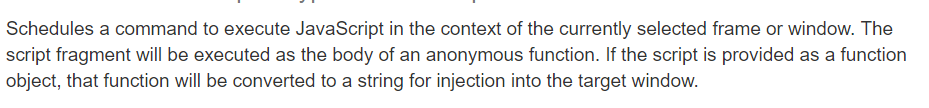 Schedules a command to execute JavaScript in the context of the currently selected frame or window. The
script fragment will be executed as the body of an anonymous function. If the script is provided as a function
object, that function will be converted to a string for injection into the target window.